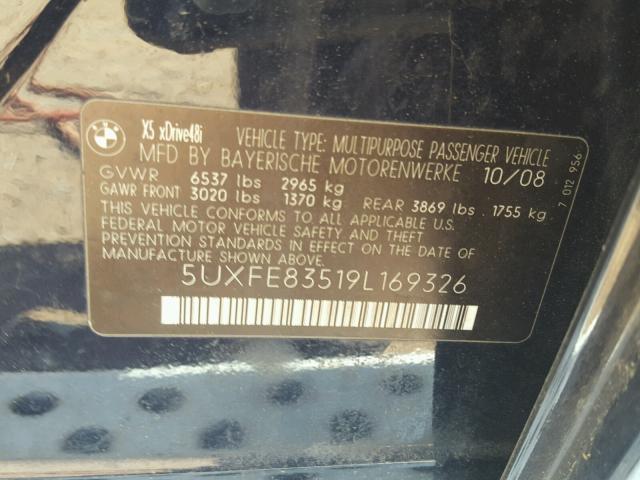 BMW
X5 xDrive48i
VEHICLE TYPE: MULTIPURPOSE PASSENGER VEHICLE
MFD BY BAYERISCHE MOTORENWERKE 10/08
GVWR 6537 lbs 2965 kg
GAWR FRONT 3020 lbs 1370 kg REAR 3869 lbs 1755 kg
THIS VEHICLE CONFORMS TO ALL APPLICABLE U.S.
FEDERAL MOTOR VEHICLE SAFETY AND THEFT
PREVENTION STANDARDS IN EFFECT ON THE DATE OF
MANUFACTURE SHOWN ABOVE.
5UXFE83519L169326
7 012 956